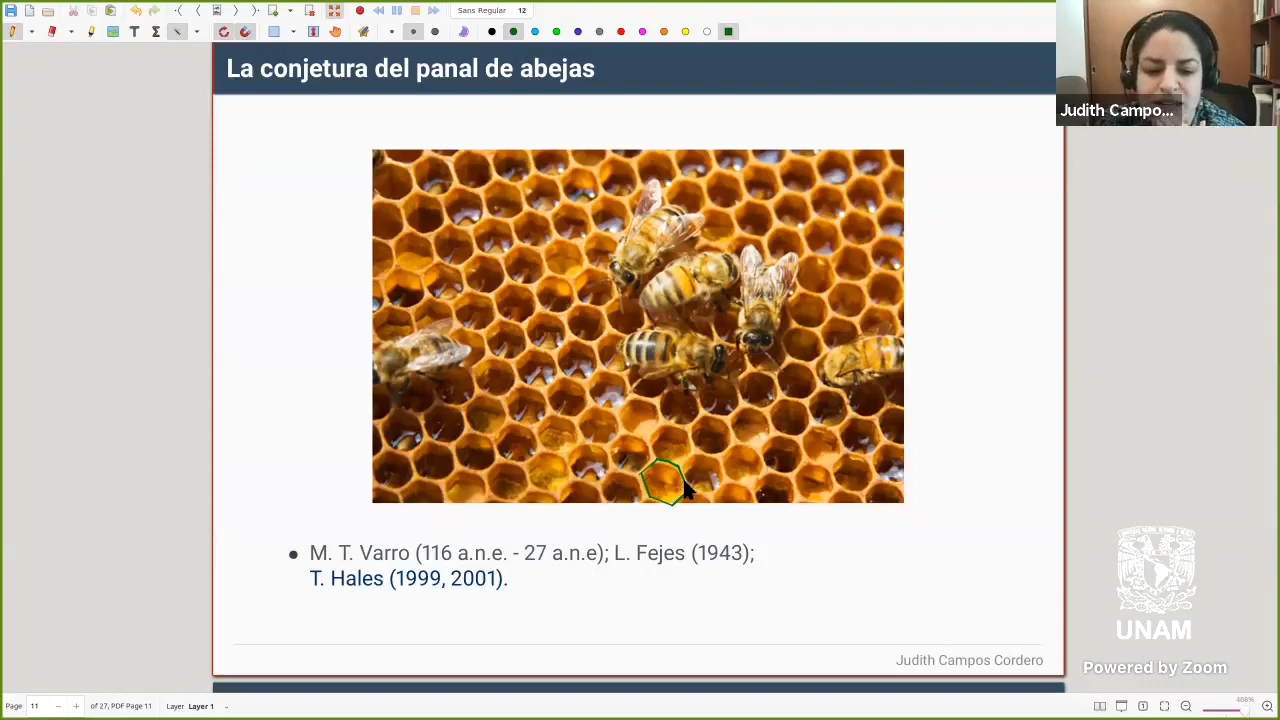 Sans Regular 12
La conjetura del panal de abejas
Judith Campo...
M. T. Varro (116 a.n.e. - 27 a.n.e); L. Fejes (1943);
T. Hales (1999, 2001).
Judith Campos Cordero
UNAM
Powered by Zoom
Page 11 of 27, PDF Page 11 Layer Layer 1
468%